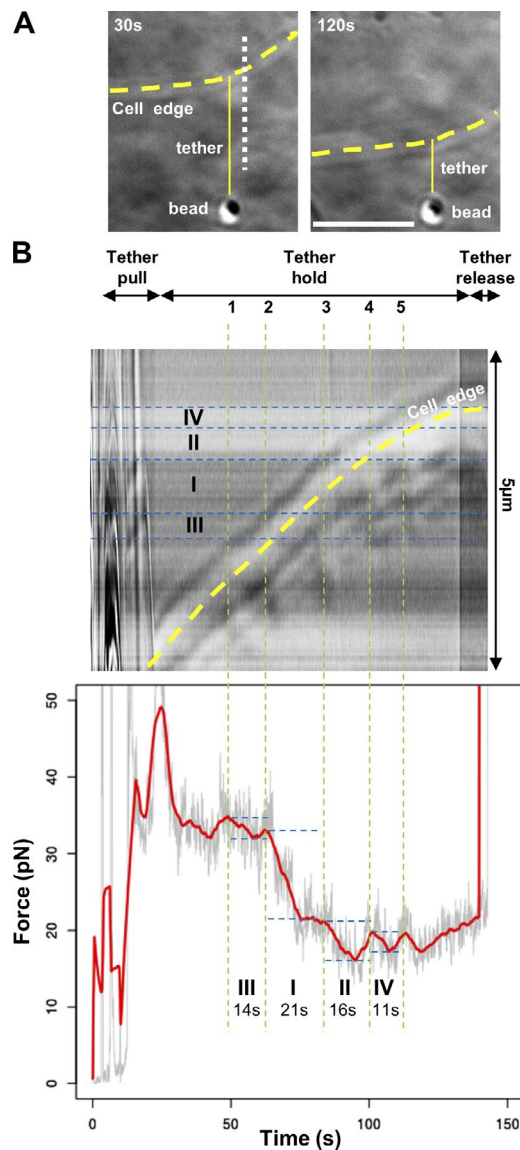 A
30s
120s
Cell edge
tether
tether
bead
bead
B
Tether pull
Tether hold
Tether release
1 2 3 4 5
Cell edge
IV
II
I
III
5µm
50
40
30
20
10
0
Force (pN)
III I II IV
14s 21s 16s 11s
0 50 100 150
Time (s)